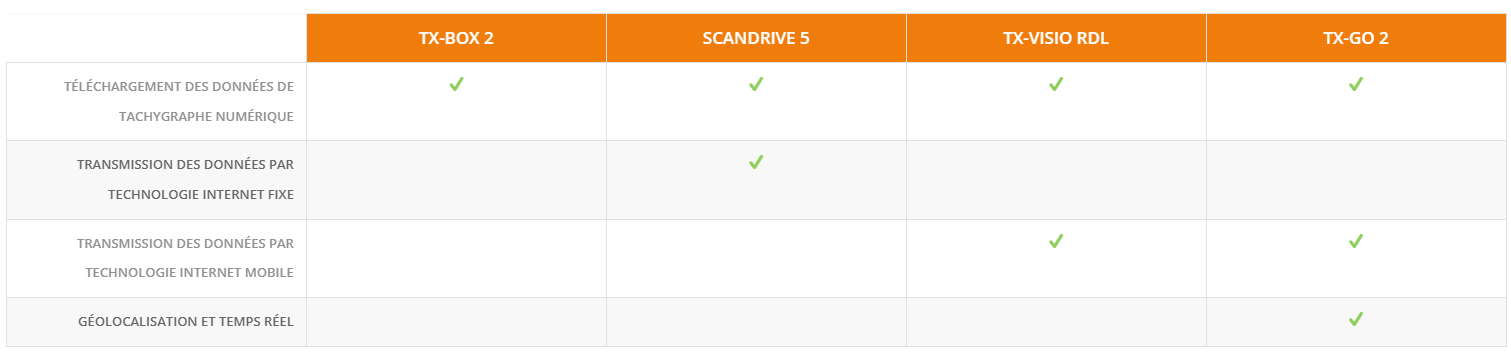 TX-BOX 2 SCANDRIVE 5 TX-VISIO RDL TX-GO 2
TÉLÉCHARGEMENT DES DONNÉES DE
TACHYGRAPHE NUMÉRIQUE
TRANSMISSION DES DONNÉES PAR
TECHNOLOGIE INTERNET FIXE
TRANSMISSION DES DONNÉES PAR
TECHNOLOGIE INTERNET MOBILE
GÉOLOCALISATION ET TEMPS RÉEL